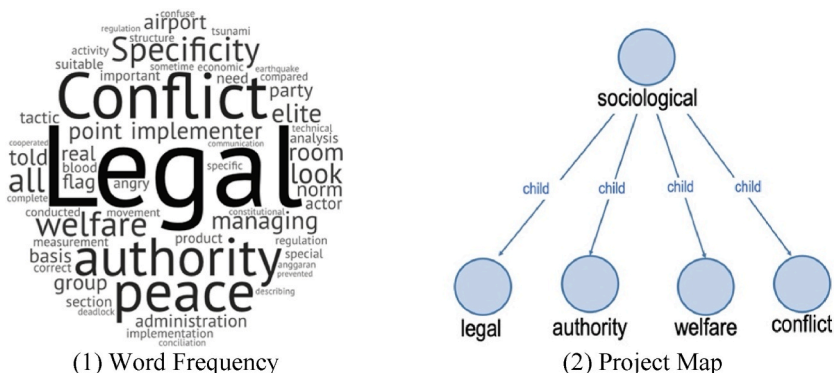 confuse
regulation airport tsunami
structure
activity Specificity
suitable sometime economic earthquake
important need compared
Conflict party
tactic elite
point implementer technical
cooperated communication analysis
told real Legal room
blood specific
all flag angry look
norm
complete actor
conducted movement constitutional
welfare managing
measurement product regulation
basis authority special
correct anggaran
prevented
group peace describing
section
deadlock administration
implementation
conciliation
(1) Word Frequency
sociological
child child child child
legal authority welfare conflict
(2) Project Map